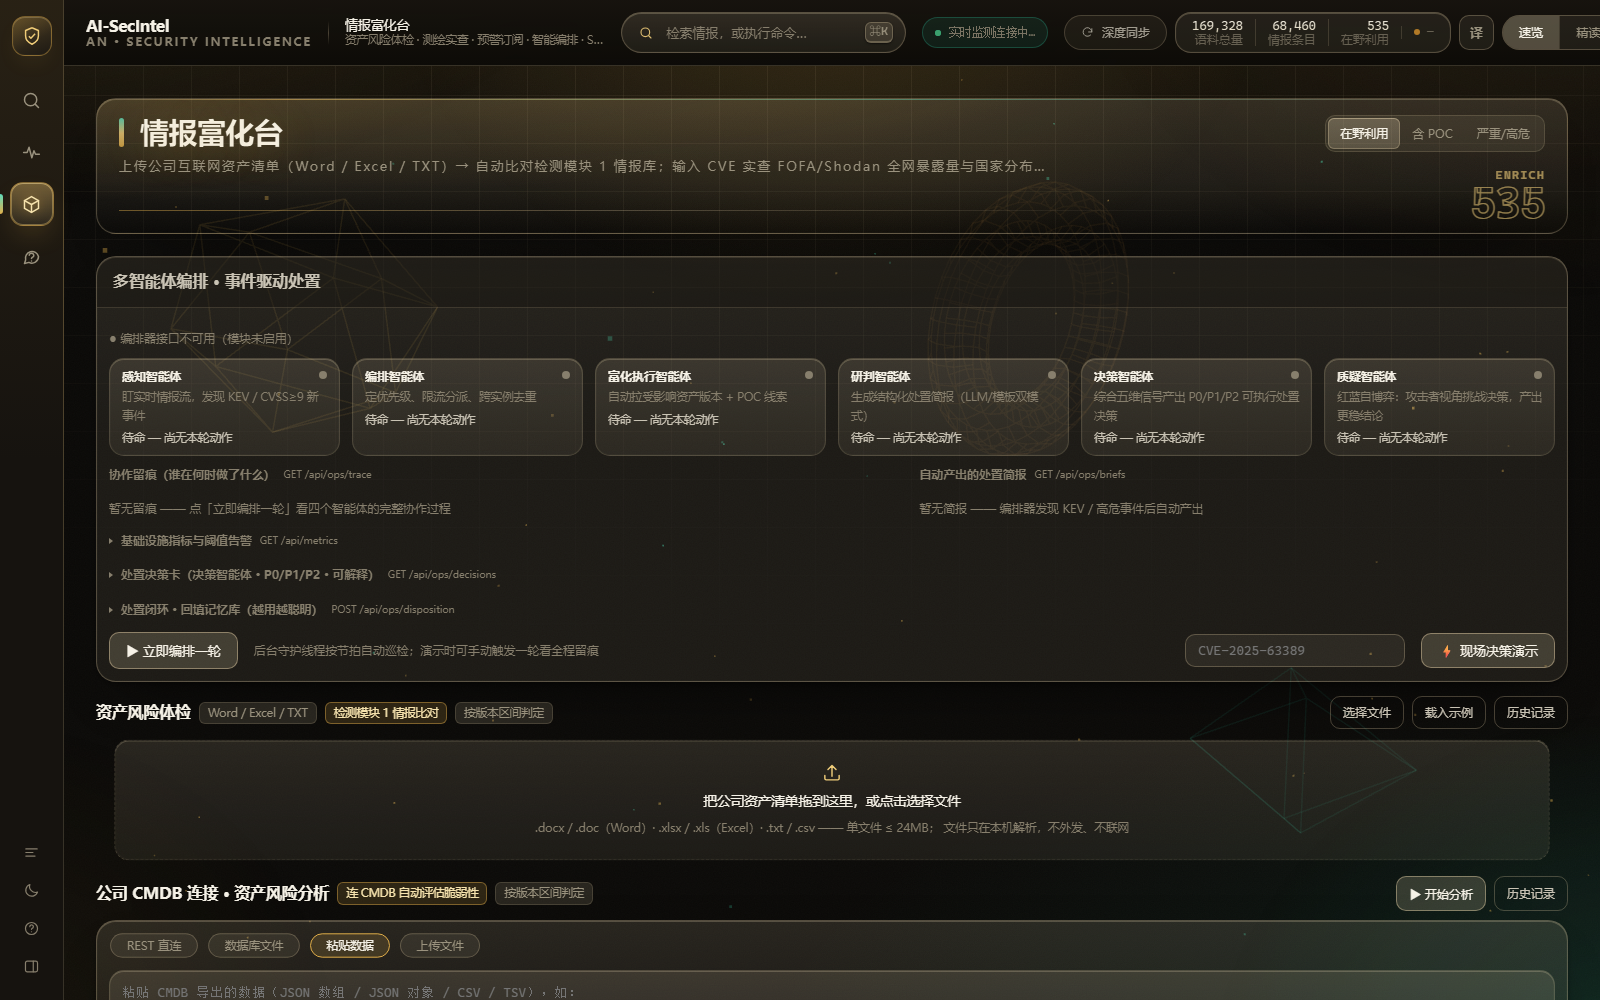 AI-SecIntel
AN • SECURITY INTELLIGENCE
情报富化台
资产风险体检 · 测绘实查 · 预警订阅 · 智能编排 · S...
检索情报，或执行命令...
⌘K
实时监测连接中...
深度同步
169,328
语料总量
68,460
情报条目
535
在野利用
译
速览
精读
情报富化台
上传公司互联网资产清单（Word / Excel / TXT）→ 自动比对检测模块 1 情报库；输入 CVE 实查 FOFA/Shodan 全网暴露量与国家分布...
在野利用
含 POC
严重/高危
ENRICH
535
多智能体编排 • 事件驱动处置
● 编排器接口不可用（模块未启用）
感知智能体
盯实时情报流，发现 KEV / CVSS≥9 新
事件
待命 — 尚无本轮动作
编排智能体
定优先级、限流分派、跨实例去重
待命 — 尚无本轮动作
富化执行智能体
自动拉受影响资产版本 + POC 线索
待命 — 尚无本轮动作
研判智能体
生成结构化处置简报（LLM/模板双模
式）
待命 — 尚无本轮动作
决策智能体
综合五维信号产出 P0/P1/P2 可执行处置
决策
待命 — 尚无本轮动作
质疑智能体
红蓝自博弈：攻击者视角挑战决策，产出
更稳结论
待命 — 尚无本轮动作
协作留痕（谁在何时做了什么） GET /api/ops/trace
暂无留痕 —— 点「立即编排一轮」看四个智能体的完整协作过程
自动产出的处置简报 GET /api/ops/briefs
暂无简报 —— 编排器发现 KEV / 高危事件后自动产出
基础设施指标与阈值告警 GET /api/metrics
处置决策卡（决策智能体 • P0/P1/P2 • 可解释） GET /api/ops/decisions
处置闭环 • 回填记忆库（越用越聪明） POST /api/ops/disposition
▶ 立即编排一轮
后台守护线程按节拍自动巡检；演示时可手动触发一轮看全程留痕
CVE-2025-63389
现场决策演示
资产风险体检
Word / Excel / TXT
检测模块 1 情报比对
按版本区间判定
选择文件
载入示例
历史记录
把公司资产清单拖到这里，或点击选择文件
.docx / .doc（Word）· .xlsx / .xls（Excel）· .txt / .csv —— 单文件 ≤ 24MB； 文件只在本机解析，不外发、不联网
公司 CMDB 连接 • 资产风险分析
连 CMDB 自动评估脆弱性
按版本区间判定
▶ 开始分析
历史记录
REST 直连
数据库文件
粘贴数据
上传文件
粘贴 CMDB 导出的数据（JSON 数组 / JSON 对象 / CSV / TSV），如：